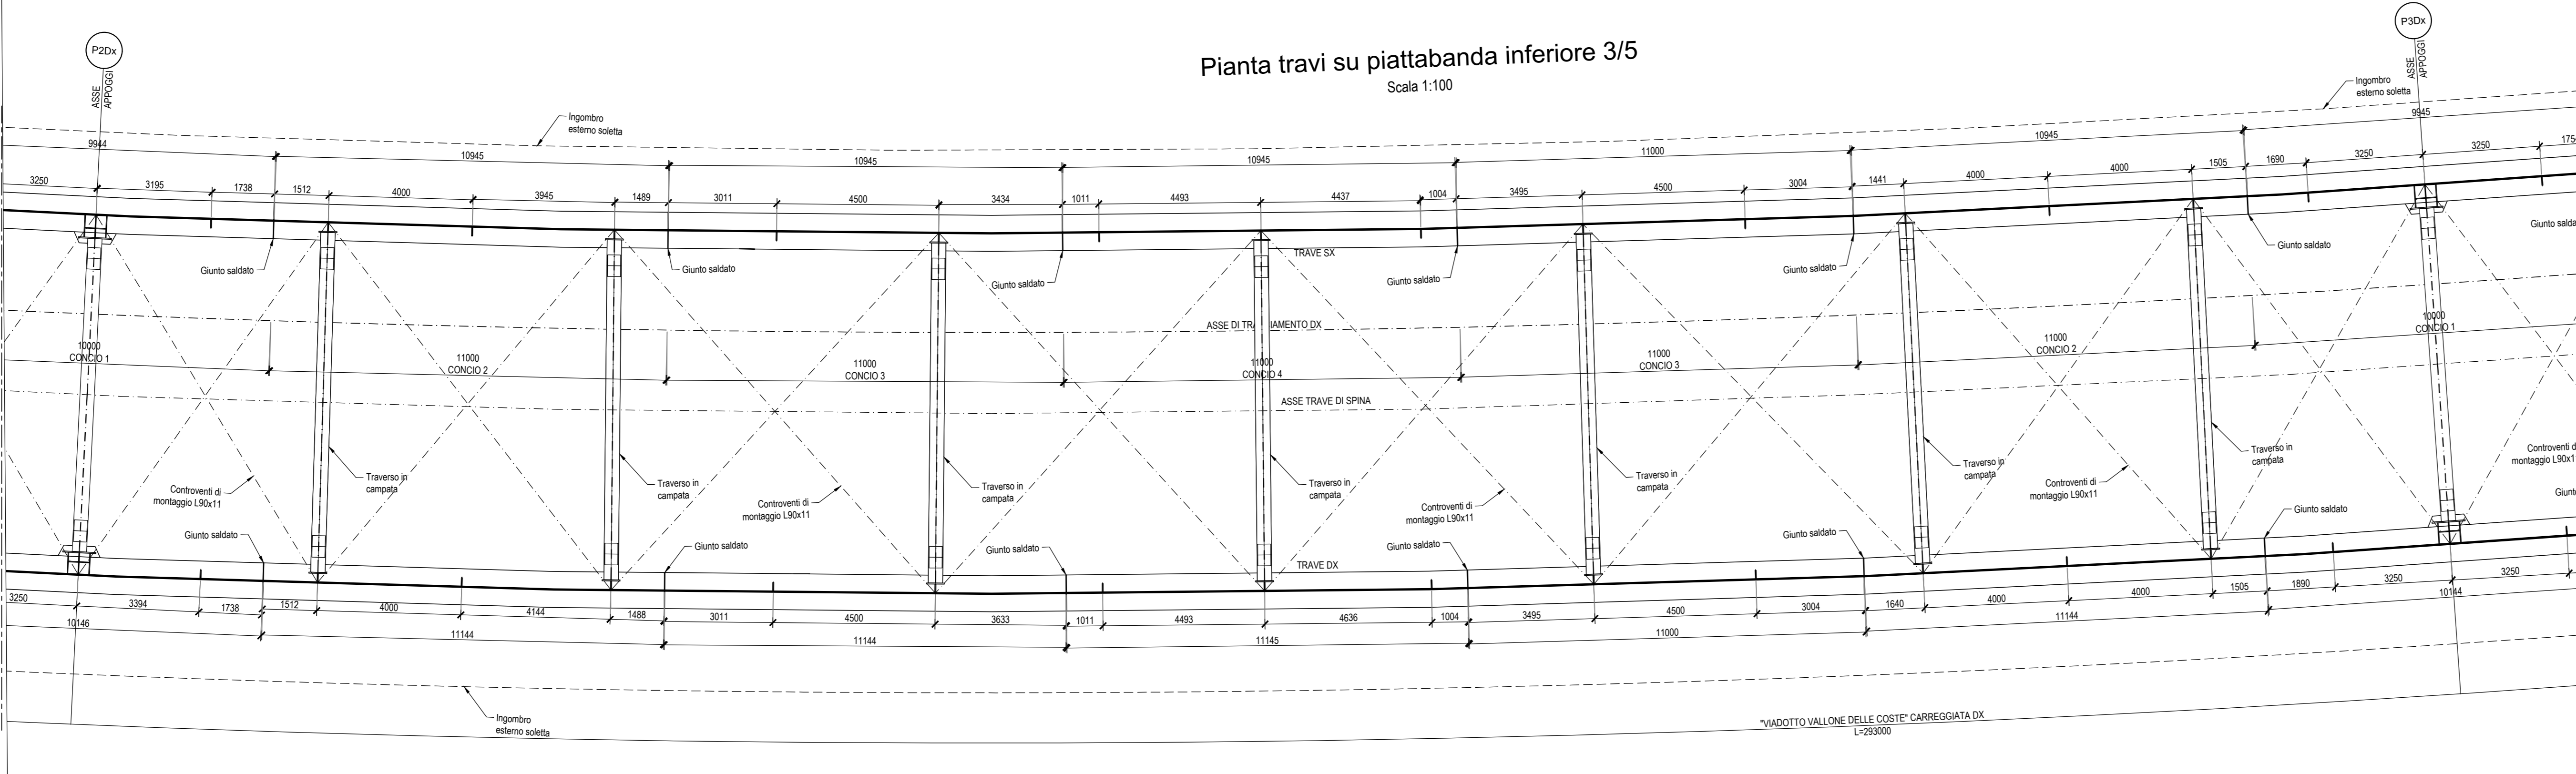 P2Dx
ASSE
APPOGGI
Pianta travi su piattabanda inferiore 3/5
Scala 1:100
P3Dx
ASSE
APPOGGI
Ingombro
esterno soletta
Ingombro
esterno soletta
9944
10945
10945
10945
11000
10945
9945
3250
3195
1738
1512
4000
3945
1489
3011
4500
3434
1011
4493
4437
1004
3495
4500
3004
1441
4000
4000
1505
1690
3250
3250
Giunto saldato
Giunto saldato
Giunto saldato
TRAVE SX
Giunto saldato
Giunto saldato
Giunto saldato
ASSE DI TRACCIAMENTO DX
10000
CONCIO 1
11000
CONCIO 2
11000
CONCIO 3
11000
CONCIO 4
11000
CONCIO 3
11000
CONCIO 2
10000
CONCIO 1
ASSE TRAVE DI SPINA
Controventi di
montaggio L90x11
Traverso in
campata
Traverso in
campata
Controventi di
montaggio L90x11
Traverso in
campata
Traverso in
campata
Controventi di
montaggio L90x11
Traverso in
campata
Traverso in
campata
Controventi di
montaggio L90x11
Traverso in
campata
Controventi d
montaggio L90x1
Giunto saldato
Giunto saldato
Giunto saldato
TRAVE DX
Giunto saldato
Giunto saldato
Giunto saldato
3250
3394
1738
1512
4000
4144
1488
3011
4500
3633
1011
4493
4636
1004
3495
4500
3004
1640
4000
4000
1505
1890
3250
3250
10146
11144
11144
11145
11000
11144
10144
Ingombro
esterno soletta
"VIADOTTO VALLONE DELLE COSTE" CARREGGIATA DX
L=293000